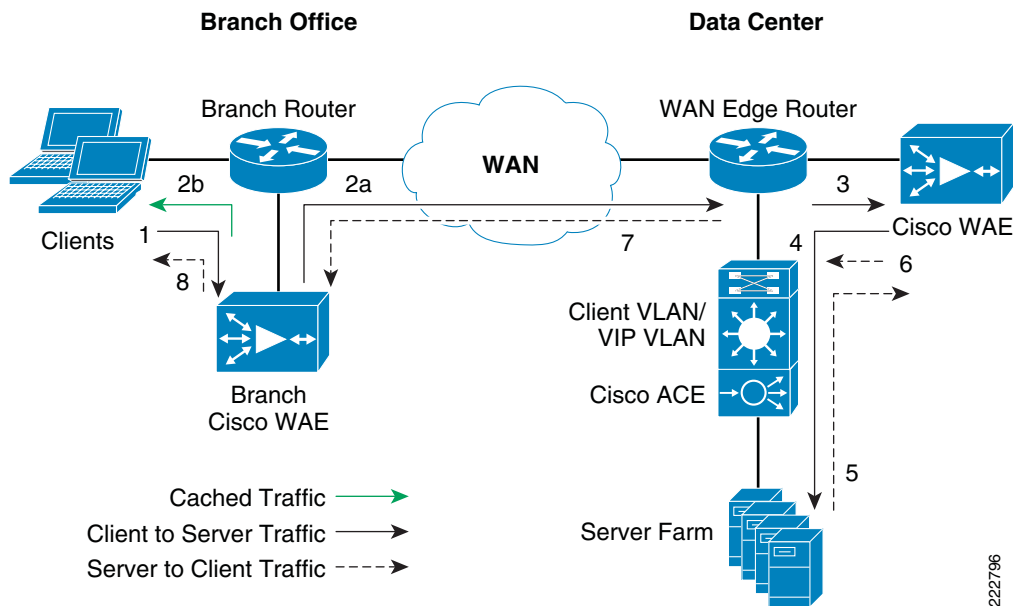 Branch Office
Data Center
Branch Router
WAN Edge Router
WAN
2b
2a
3
Clients
1
7
4
Cisco WAE
8
6
Client VLAN/
VIP VLAN
Branch
Cisco WAE
Cisco ACE
5
Cached Traffic
Client to Server Traffic
Server to Client Traffic
Server Farm
222796